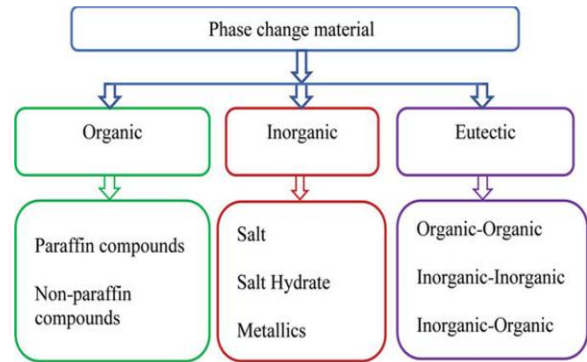 Phase change material
Organic
Inorganic
Eutectic
Paraffin compounds
Non-paraffin
compounds
Salt
Salt Hydrate
Metallics
Organic-Organic
Inorganic-Inorganic
Inorganic-Organic